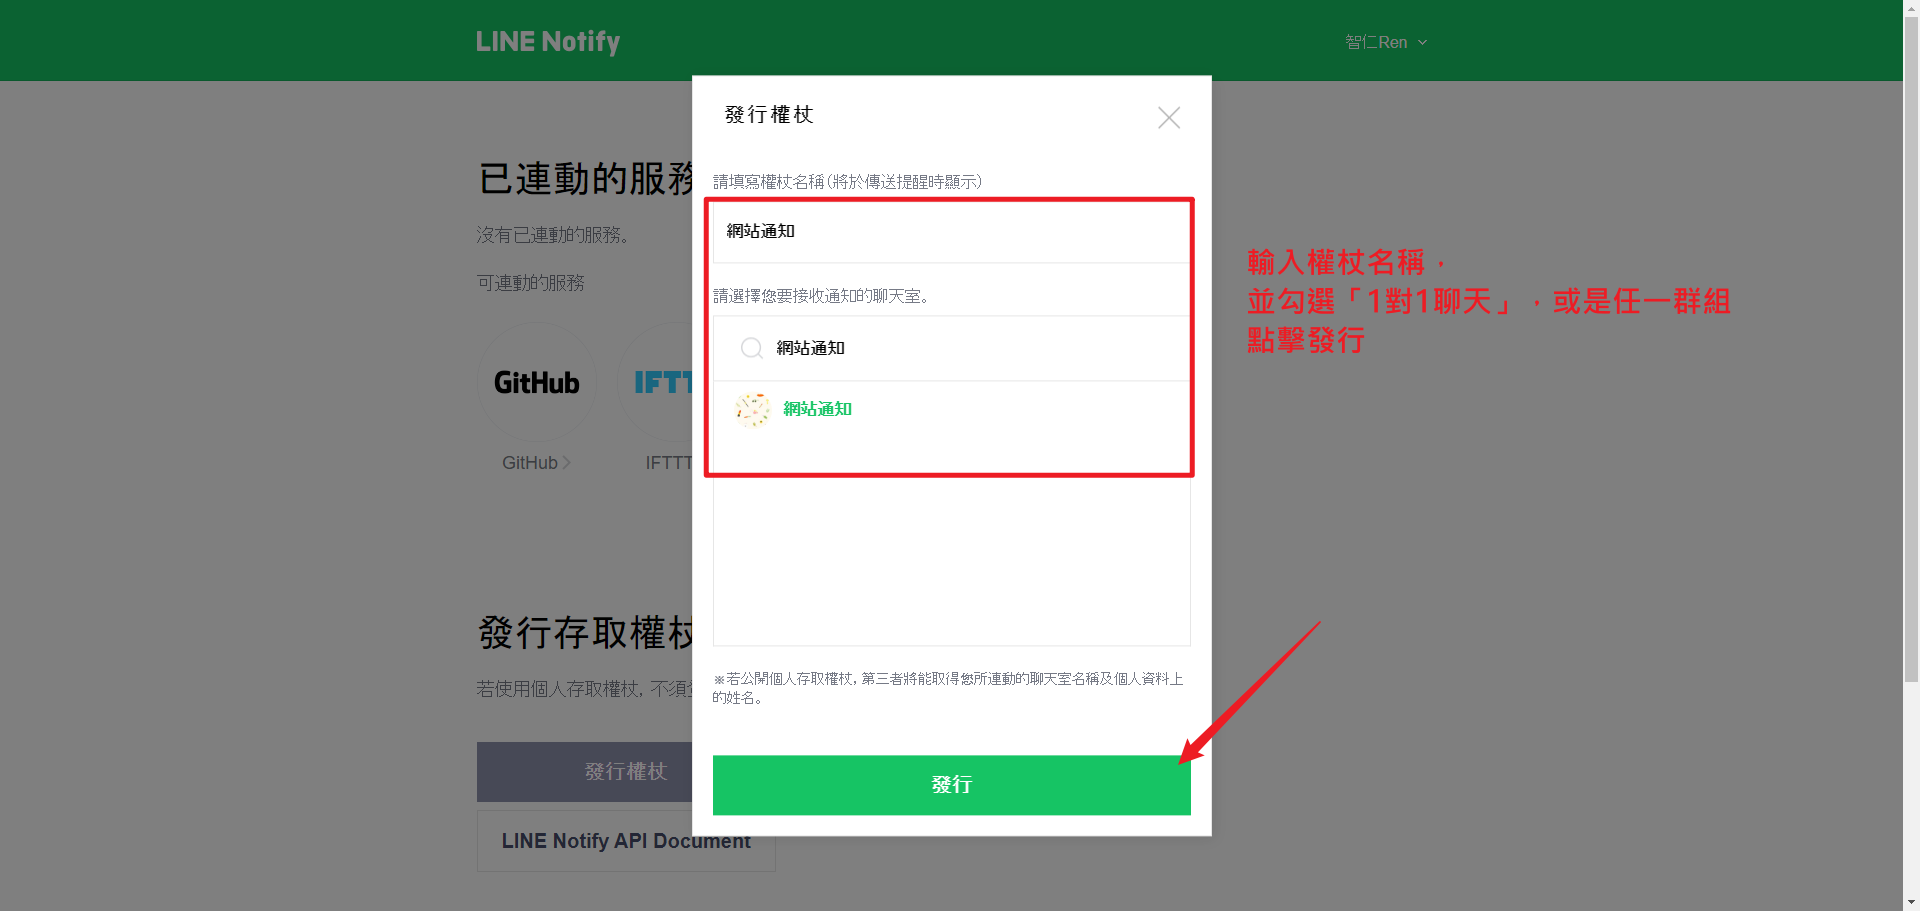 LINE Notify
智仁Ren
發行權杖
請填寫權杖名稱(將於傳送提醒時顯示)
網站通知
請選擇您要接收通知的聊天室。
網站通知
網站通知
※若公開個人存取權杖, 第三者將能取得您所連動的聊天室名稱及個人資料上
的姓名。
發行
輸入權杖名稱，
並勾選「1對1聊天」，或是任一群組
點擊發行
已連動的服務
沒有已連動的服務。
可連動的服務
GitHub
IFTT
GitHub
IFTTT
發行存取權杖
若使用個人存取權杖, 不須
發行權杖
LINE Notify API Document